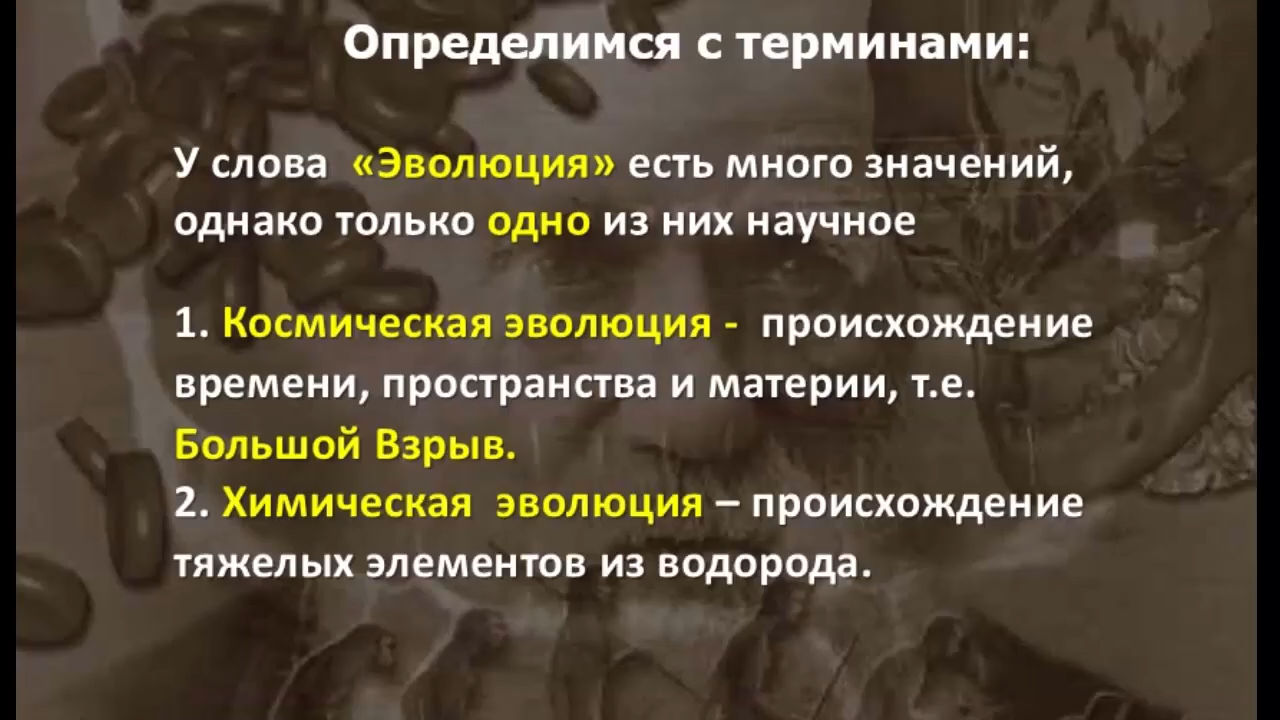 Определимся с терминами:
У слова «Эволюция» есть много значений,
однако только одно из них научное
1. Космическая эволюция - происхождение
времени, пространства и материи, т.е.
Большой Взрыв.
2. Химическая эволюция – происхождение
тяжелых элементов из водорода.